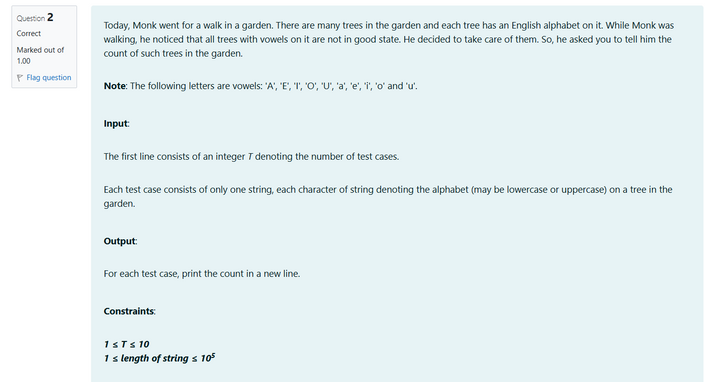 Question 2
Correct
Marked out of
1.00
Flag question
Today, Monk went for a walk in a garden. There are many trees in the garden and each tree has an English alphabet on it. While Monk was
walking, he noticed that all trees with vowels on it are not in good state. He decided to take care of them. So, he asked you to tell him the
count of such trees in the garden.
Note: The following letters are vowels: 'A', 'E', 'I', 'O', 'U', 'a', 'e', 'i', 'o' and 'u'.
Input:
The first line consists of an integer T denoting the number of test cases.
Each test case consists of only one string, each character of string denoting the alphabet (may be lowercase or uppercase) on a tree in the
garden.
Output:
For each test case, print the count in a new line.
Constraints:
1 ≤ T ≤ 10
1 ≤ length of string ≤ 10⁵